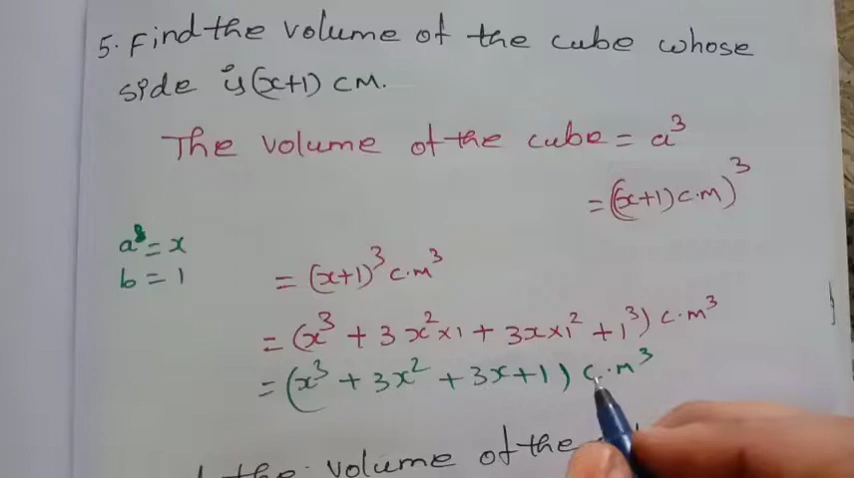 5. Find the volume of the cube whose
side is (x+1) cm.
The volume of the cube = a³
= ((x+1) c.m)³
a = x
b = 1
= (x+1)³ c.m³
= (x³ + 3x²×1 + 3x×1² + 1³) c.m³
= (x³ + 3x² + 3x + 1) c.m³
the volume of the